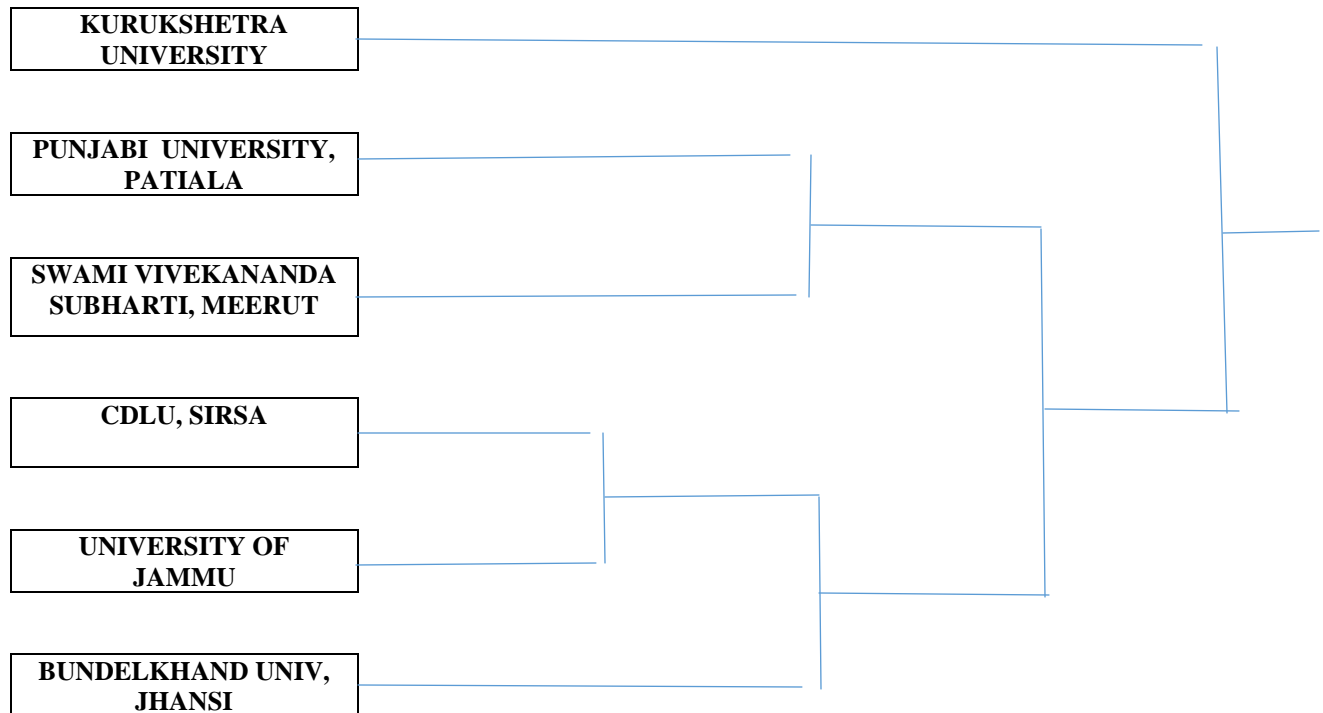 KURUKSHETRA
UNIVERSITY
PUNJABI UNIVERSITY,
PATIALA
SWAMI VIVEKANANDA
SUBHARTI, MEERUT
CDLU, SIRSA
UNIVERSITY OF
JAMMU
BUNDELKHAND UNIV,
JHANSI